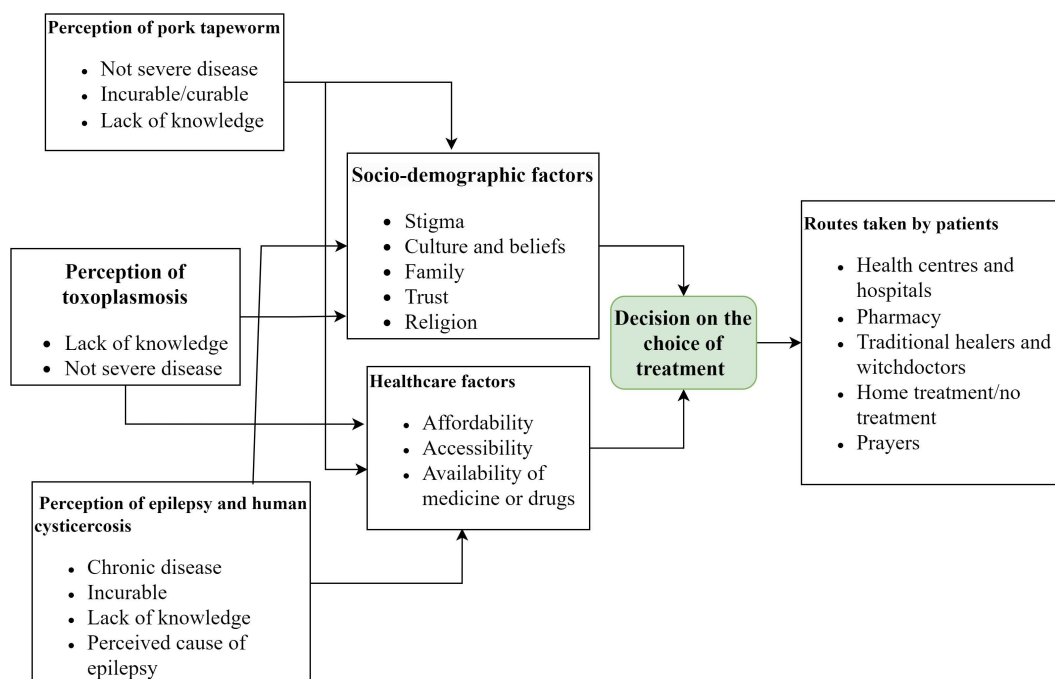 Perception of pork tapeworm
• Not severe disease
• Incurable/curable
• Lack of knowledge
Perception of
toxoplasmosis
• Lack of knowledge
• Not severe disease
Perception of epilepsy and human
cysticercosis
• Chronic disease
• Incurable
• Lack of knowledge
• Perceived cause of
epilepsy
Socio-demographic factors
• Stigma
• Culture and beliefs
• Family
• Trust
• Religion
Healthcare factors
• Affordability
• Accessibility
• Availability of
medicine or drugs
Decision on the
choice of
treatment
Routes taken by patients
• Health centres and
hospitals
• Pharmacy
• Traditional healers and
witchdoctors
• Home treatment/no
treatment
• Prayers